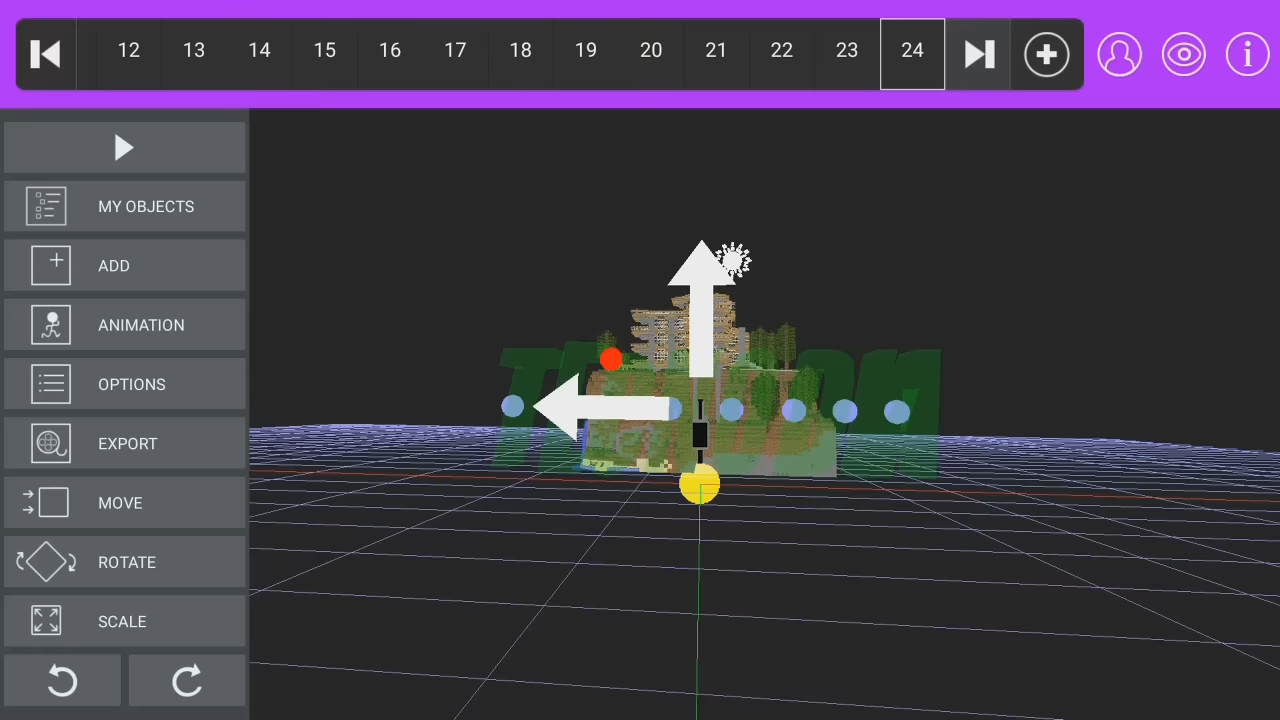 12 13 14 15 16 17 18 19 20 21 22 23 24
MY OBJECTS
ADD
ANIMATION
OPTIONS
EXPORT
MOVE
ROTATE
SCALE